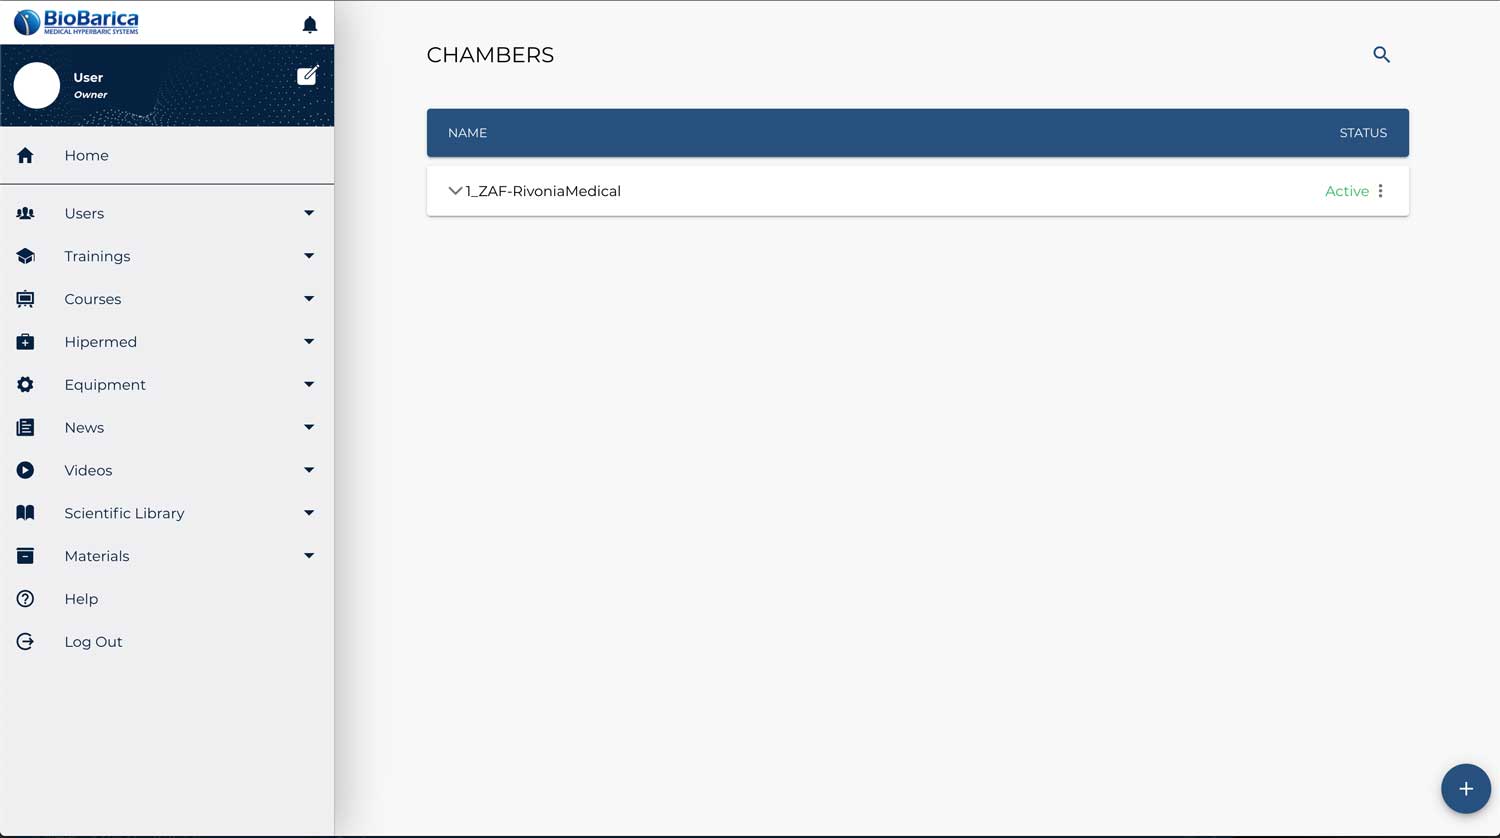 BioBarica
MEDICAL HYPERBARIC SYSTEMS
User
Owner
Home
Users
Trainings
Courses
Hipermed
Equipment
News
Videos
Scientific Library
Materials
Help
Log Out
CHAMBERS
NAME STATUS
1_ZAF-RivoniaMedical Active